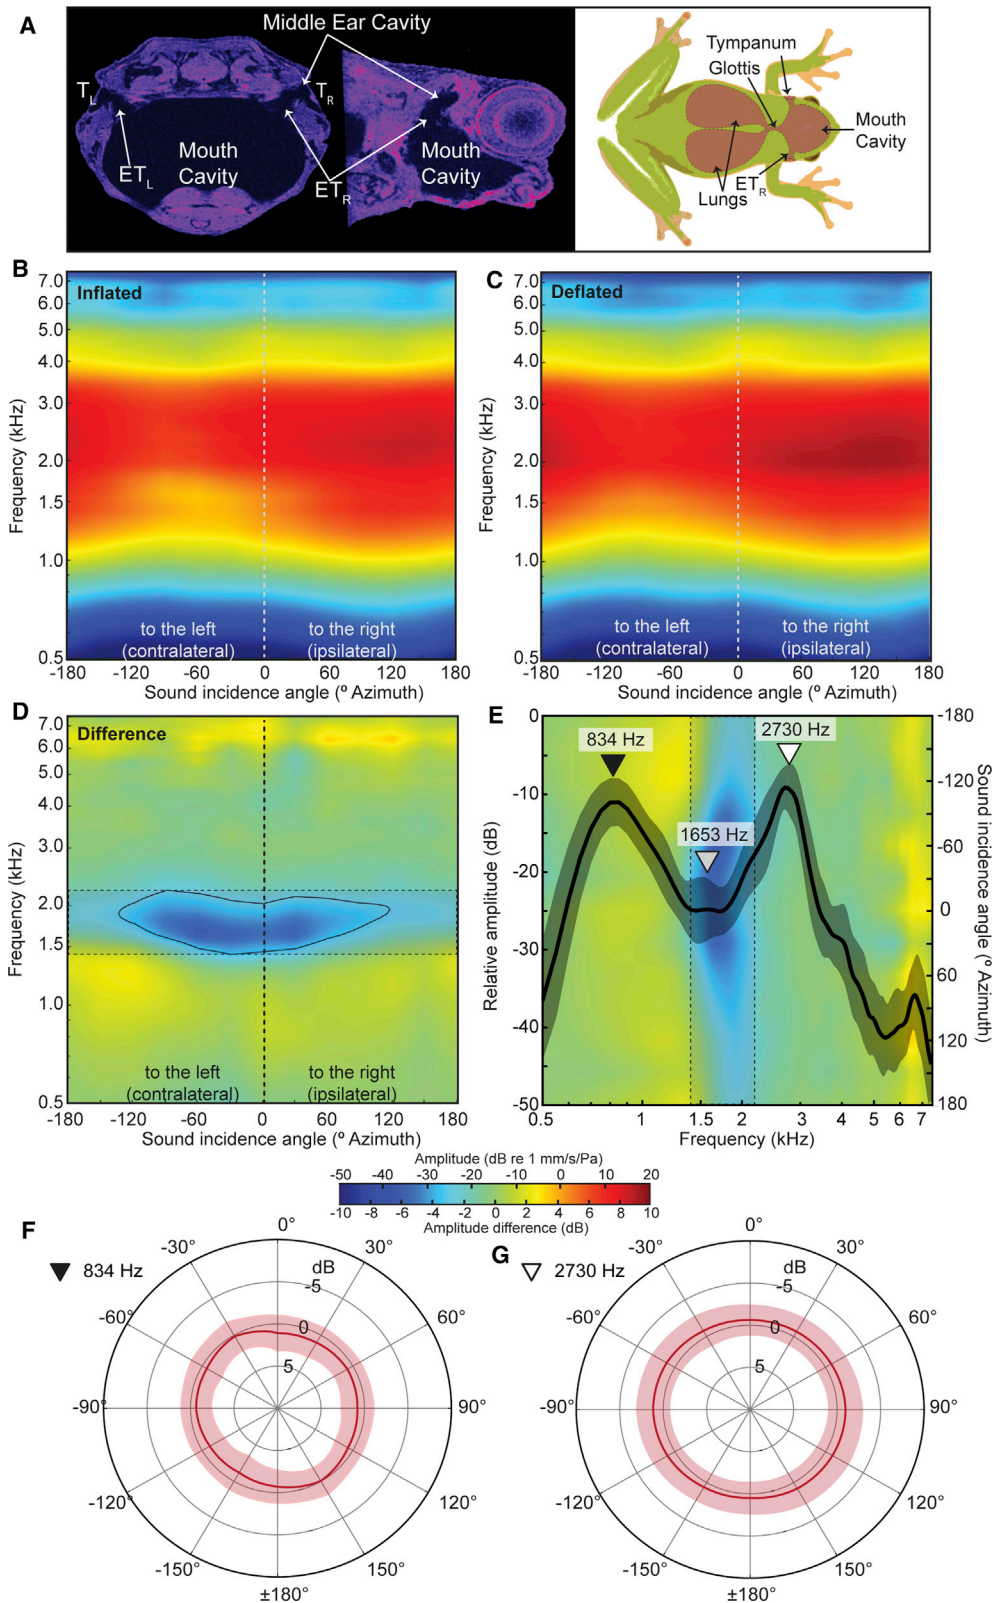 A
Middle Ear Cavity
T_L
T_R
ET_L
Mouth
Cavity
ET_R
Mouth
Cavity
Tympanum
Glottis
Mouth
Cavity
ET_R
Lungs
B
Inflated
7.0
6.0
5.0
4.0
3.0
2.0
1.5
1.0
0.5
Frequency (kHz)
to the left
(contralateral)
to the right
(ipsilateral)
-180 -120 -60 0 60 120 180
Sound incidence angle (º Azimuth)
C
Deflated
7.0
6.0
5.0
4.0
3.0
2.0
1.5
1.0
0.5
Frequency (kHz)
to the left
(contralateral)
to the right
(ipsilateral)
-180 -120 -60 0 60 120 180
Sound incidence angle (º Azimuth)
D
Difference
7.0
6.0
5.0
4.0
3.0
2.0
1.5
1.0
0.5
Frequency (kHz)
to the left
(contralateral)
to the right
(ipsilateral)
-180 -120 -60 0 60 120 180
Sound incidence angle (º Azimuth)
E
834 Hz
2730 Hz
1653 Hz
0
-10
-20
-30
-40
-50
Relative amplitude (dB)
-180
-120
-60
0
60
120
180
Sound incidence angle (º Azimuth)
0.5 1 1.5 2 3 4 5 6 7
Frequency (kHz)
Amplitude (dB re 1 mm/s/Pa)
-50 -40 -30 -20 -10 0 10 20
-10 -8 -6 -4 -2 0 2 4 6 8 10
Amplitude difference (dB)
F
834 Hz
0°
-30°
30°
dB
-5
-60°
60°
0
5
-90°
90°
-120°
120°
-150°
150°
±180°
G
2730 Hz
0°
-30°
30°
dB
-5
-60°
60°
0
5
-90°
90°
-120°
120°
-150°
150°
±180°